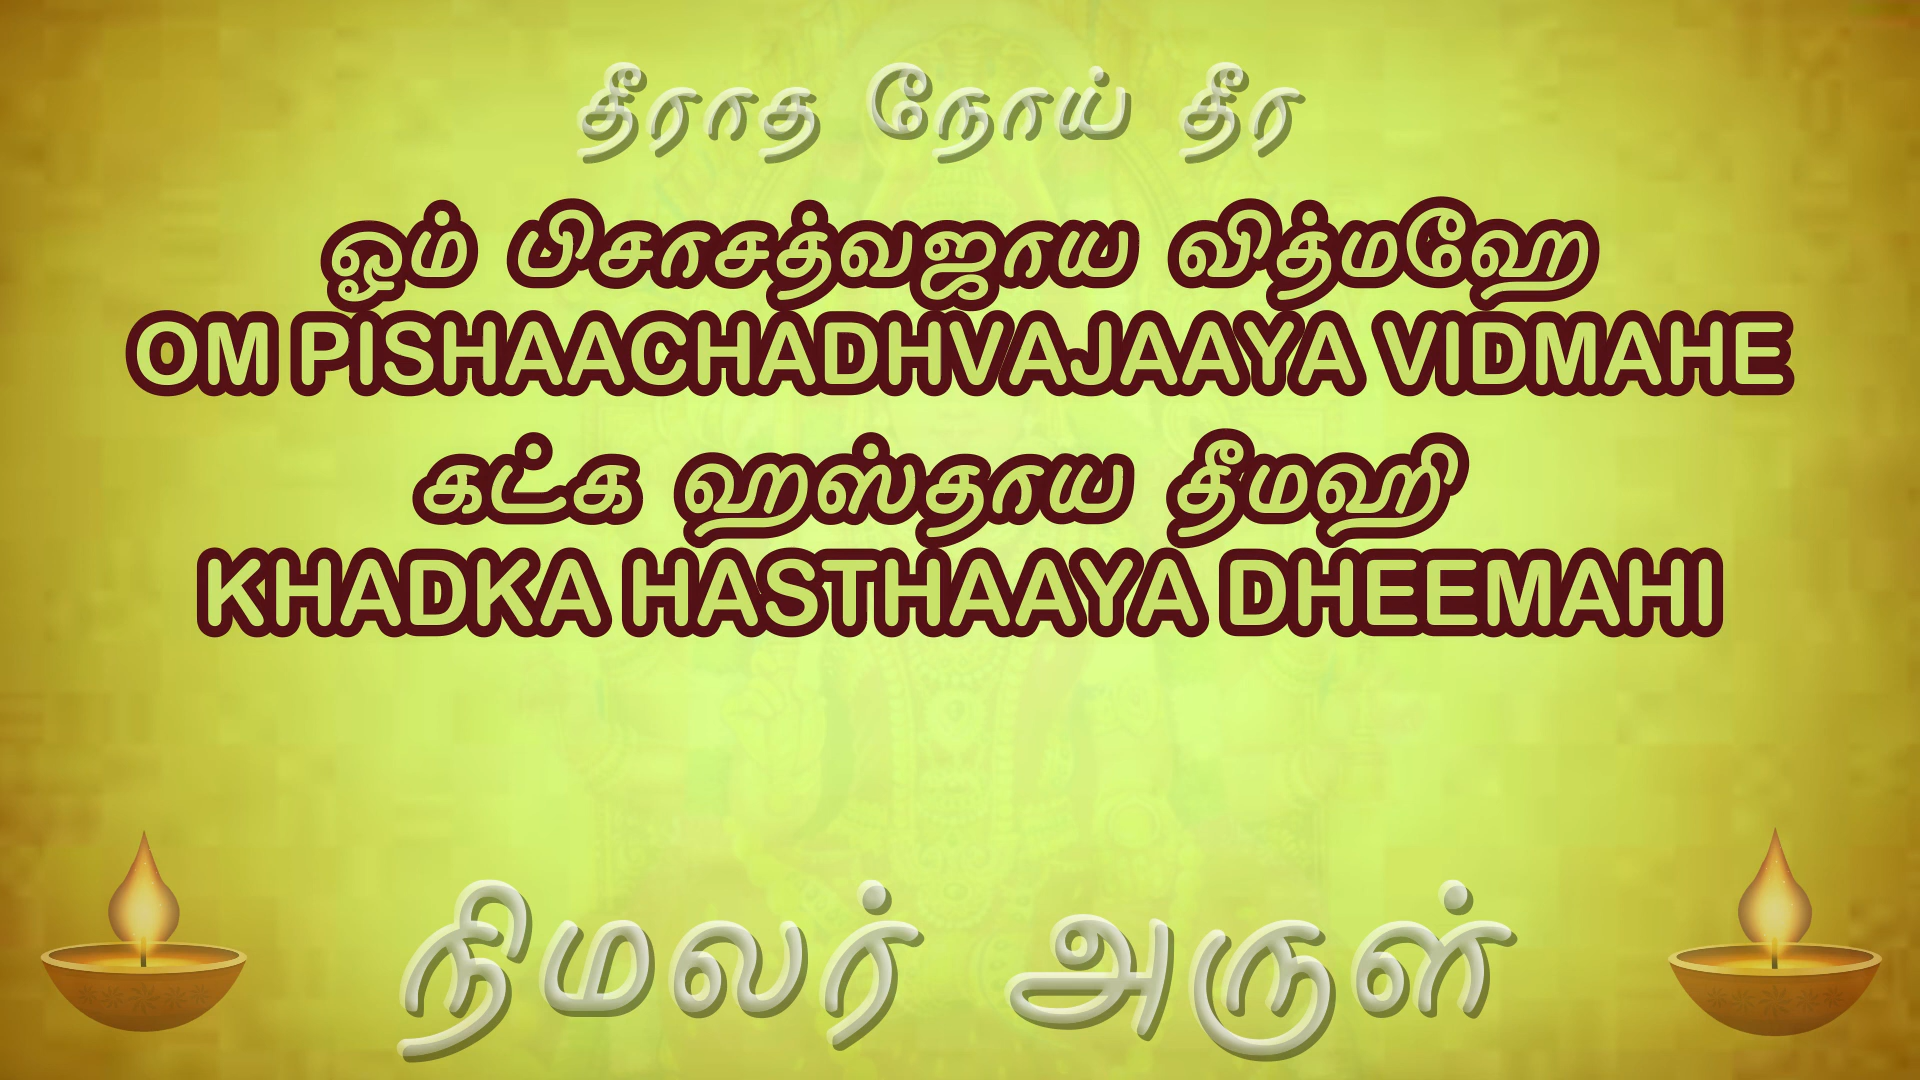 தீராத நோய் தீர
ஓம் பிசாசத்வஜாய வித்மஹே
OM PISHAACHADHVAJAAYA VIDMAHE
கட்க ஹஸ்தாய தீமஹி
KHADKA HASTHAAYA DHEEMAHI
நிமலர் அருள்